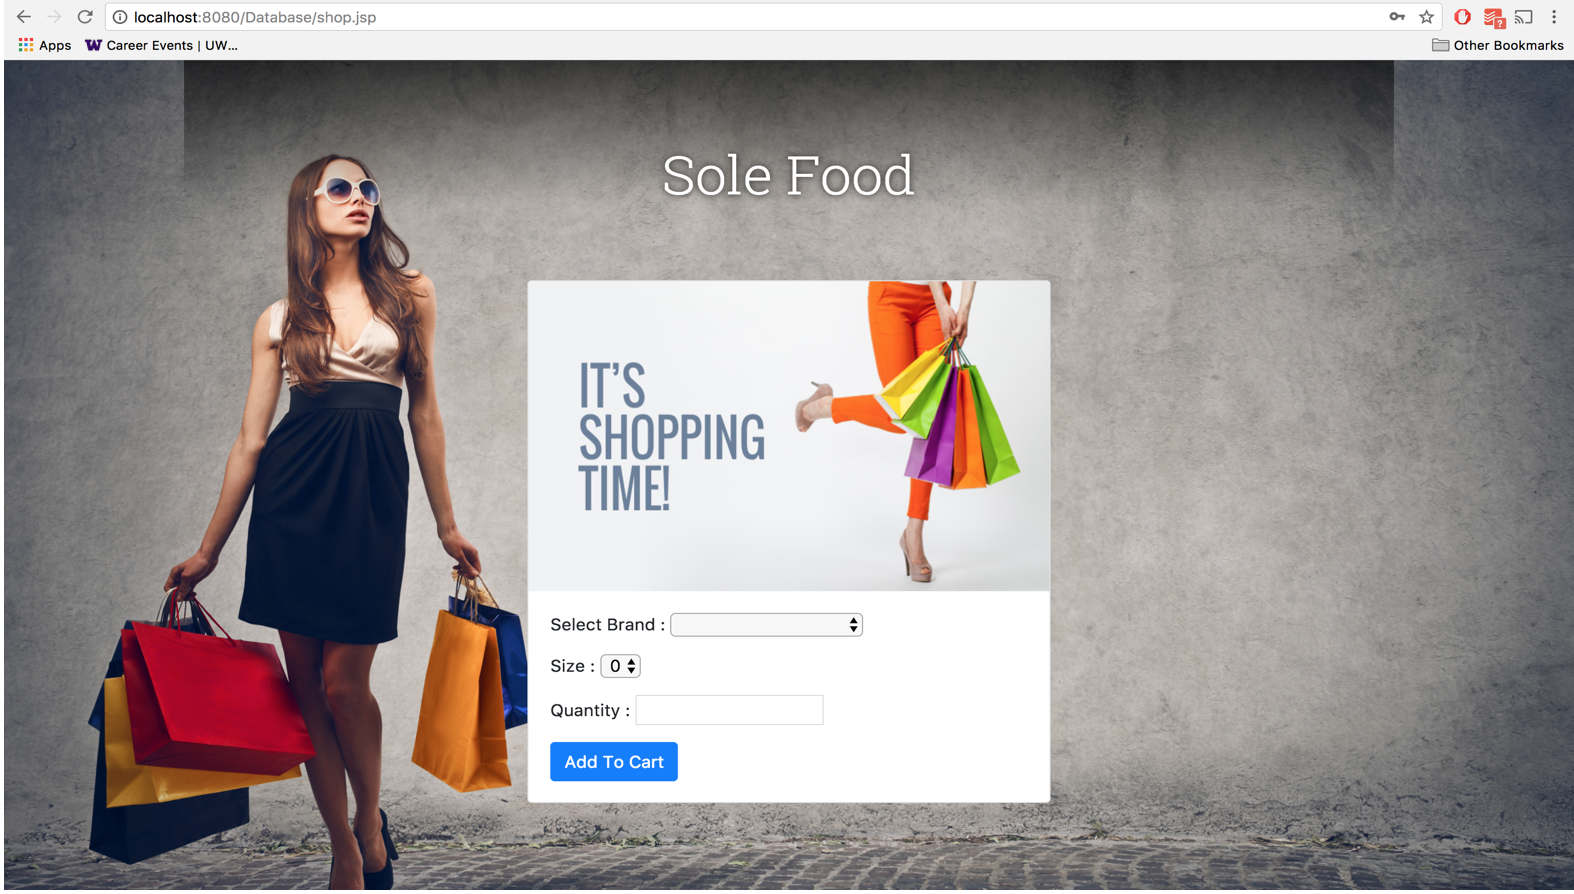 localhost:8080/Database/shop.jsp
Apps
Career Events | UW...
Other Bookmarks
Sole Food
IT'S
SHOPPING
TIME!
Select Brand :
Size : 0
Quantity :
Add To Cart